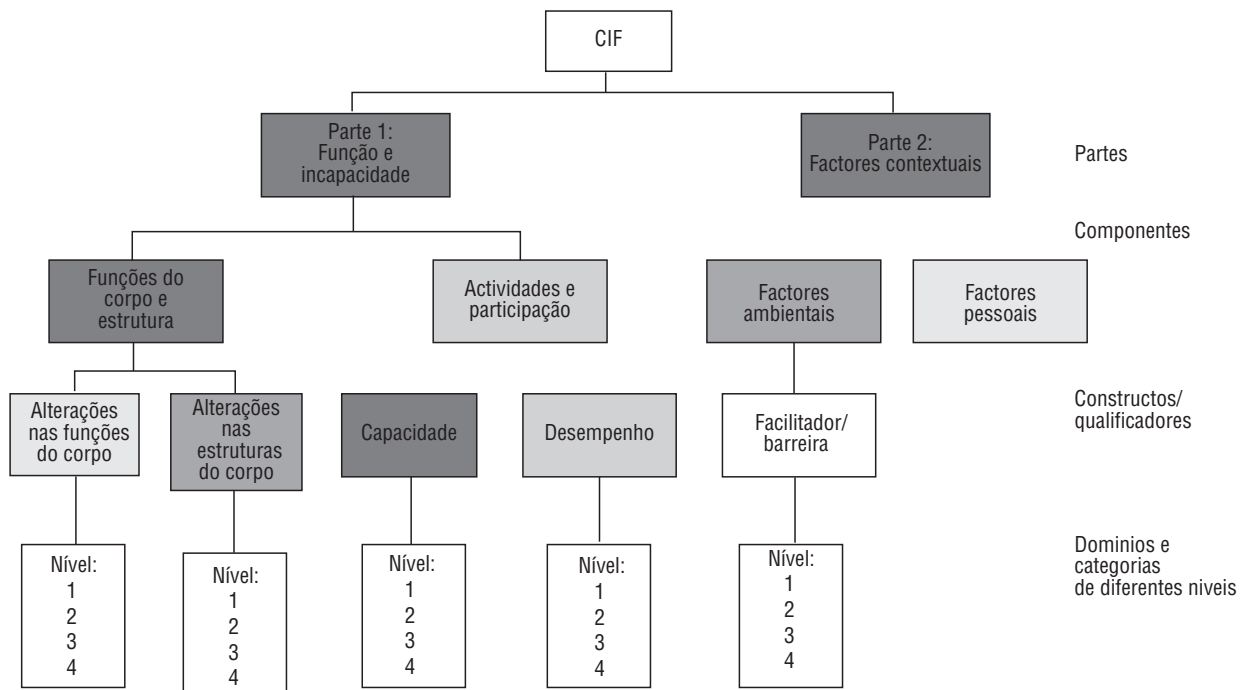 CIF
Parte 1:
Função e
incapacidade
Parte 2:
Factores contextuais
Partes
Componentes
Funções do
corpo e
estrutura
Actividades e
participação
Factores
ambientais
Factores
pessoais
Alterações
nas funções
do corpo
Alterações
nas
estruturas
do corpo
Capacidade
Desempenho
Facilitador/
barreira
Constructos/
qualificadores
Nível:
1
2
3
4
Nível:
1
2
3
4
Nível:
1
2
3
4
Nível:
1
2
3
4
Nível:
1
2
3
4
Dominios e
categorias
de diferentes niveis